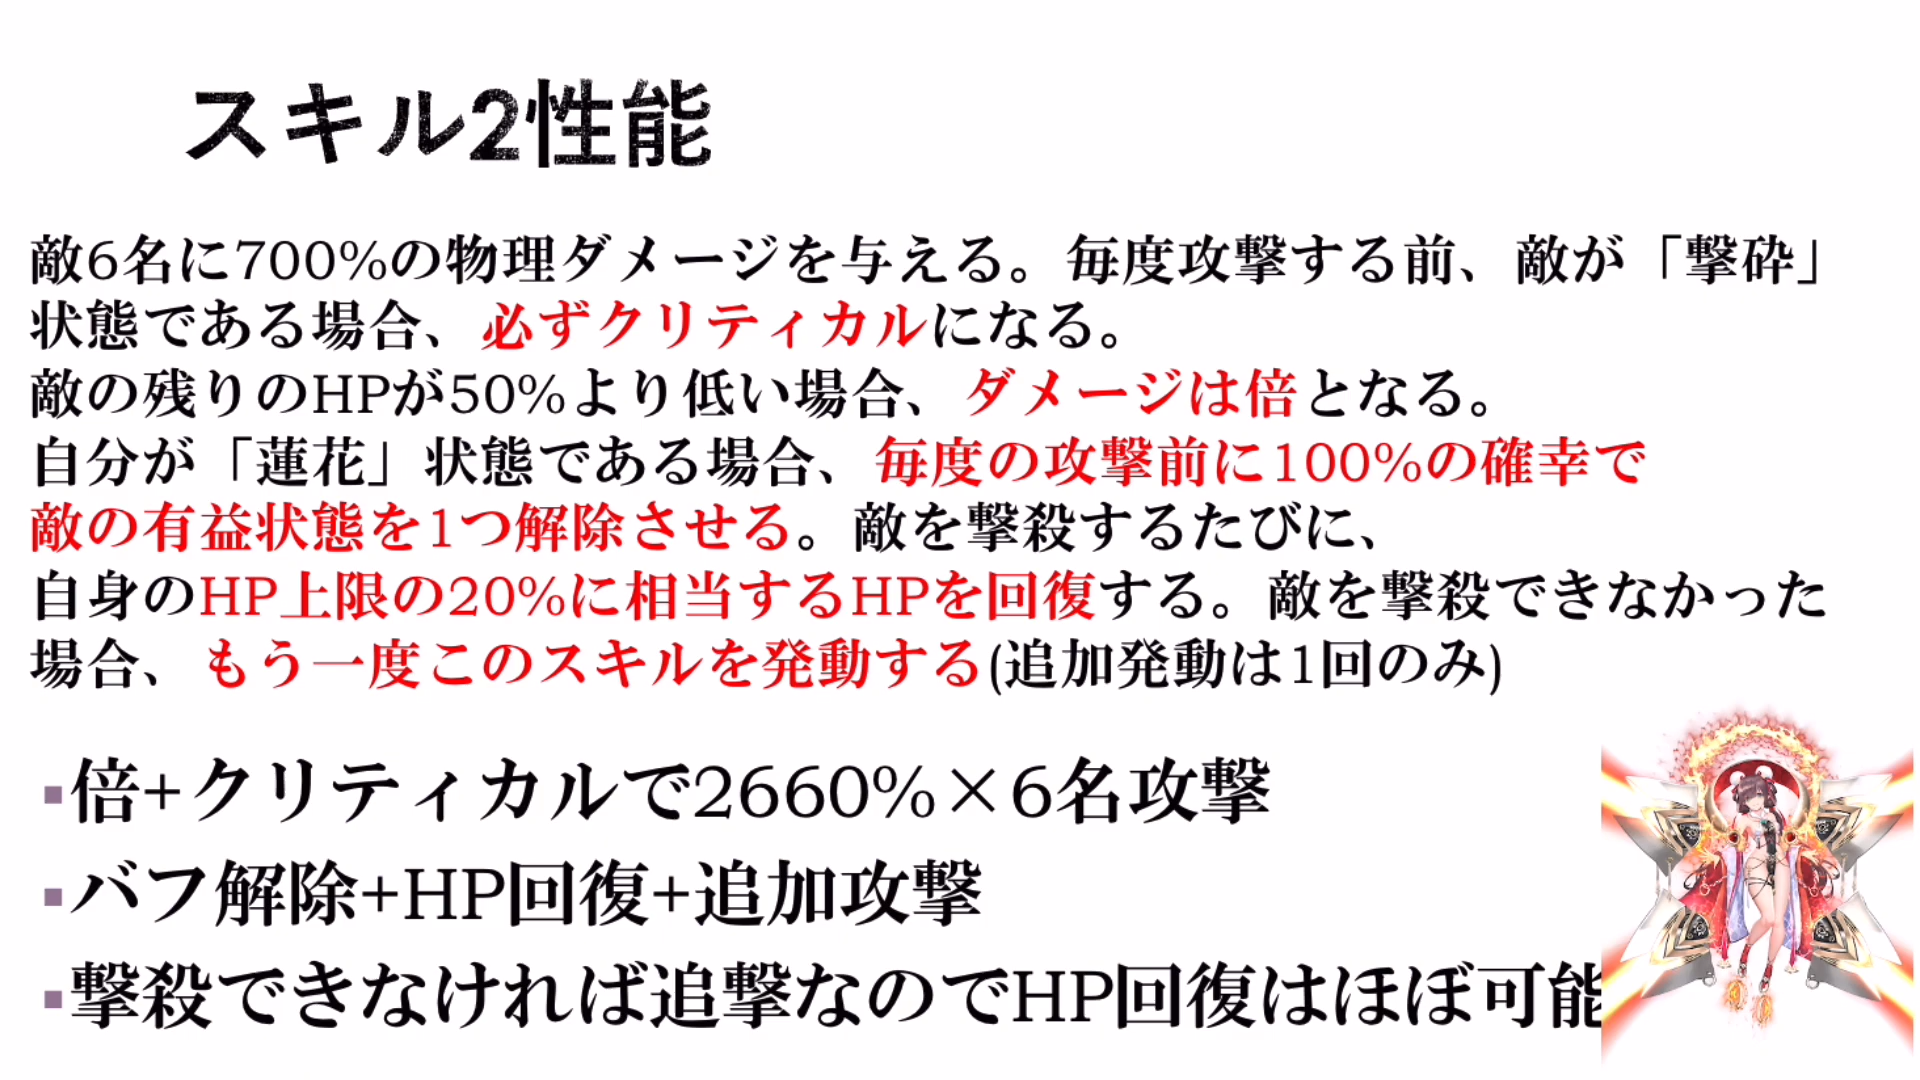 スキル2性能
敵6名に700%の物理ダメージを与える。毎度攻撃する前、敵が「撃砕」
状態である場合、必ずクリティカルになる。
敵の残りのHPが50%より低い場合、ダメージは倍となる。
自分が「蓮花」状態である場合、毎度の攻撃前に100%の確幸で
敵の有益状態を1つ解除させる。敵を撃殺するたびに、
自身のHP上限の20%に相当するHPを回復する。敵を撃殺できなかった
場合、もう一度このスキルを発動する(追加発動は1回のみ)
▪倍+クリティカルで2660%×6名攻撃
▪バフ解除+HP回復+追加攻撃
▪撃殺できなければ追撃なのでHP回復はほぼ可能